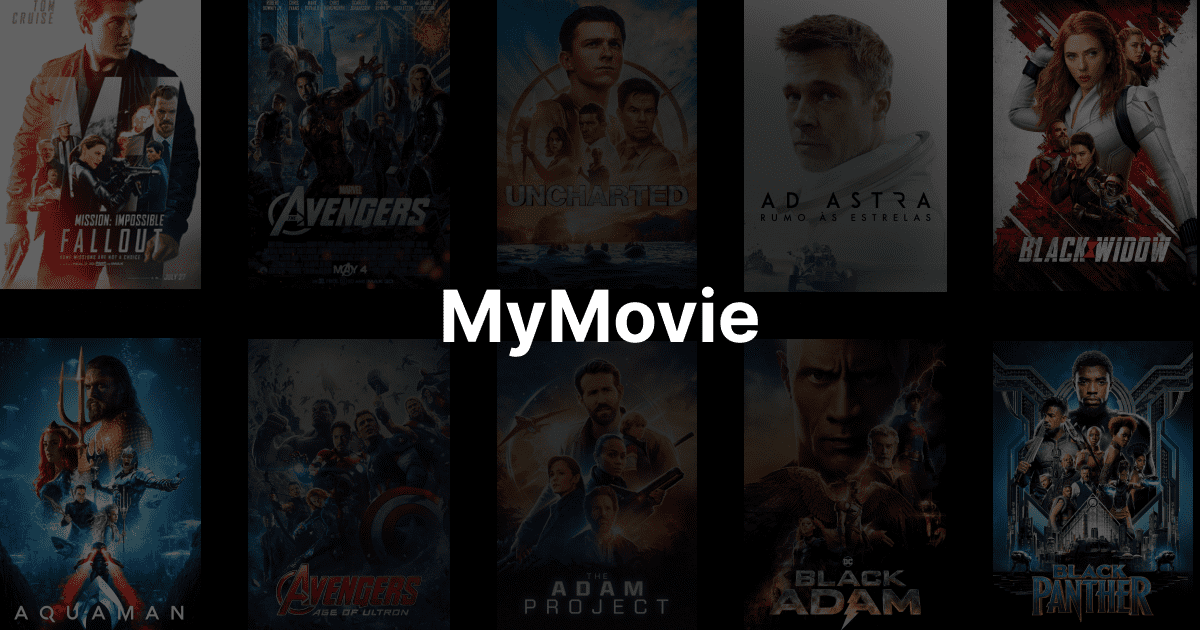 TOM
CRUISE
MISSION: IMPOSSIBLE
FALLOUT
SOME MISSIONS ARE NOT A CHOICE
JULY 27
MARVEL
AVENGERS
MAY 4
UNCHARTED
AD ASTRA
RUMO ÀS ESTRELAS
BLACK WIDOW
MyMovie
AQUAMAN
AVENGERS
AGE OF ULTRON
THE
ADAM
PROJECT
DC
BLACK
ADAM
BLACK
PANTHER